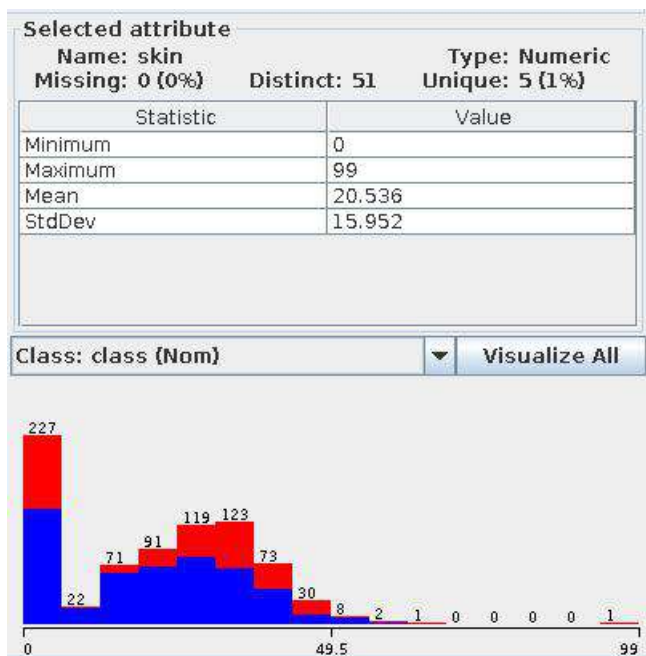 Selected attribute
Name: skin Type: Numeric
Missing: 0 (0%) Distinct: 51 Unique: 5 (1%)
Statistic Value
Minimum 0
Maximum 99
Mean 20.536
StdDev 15.952
Class: class (Nom) Visualize All
227
22
71
91
119
123
73
30
8
2
1
0
0
0
0
1
0 49.5 99